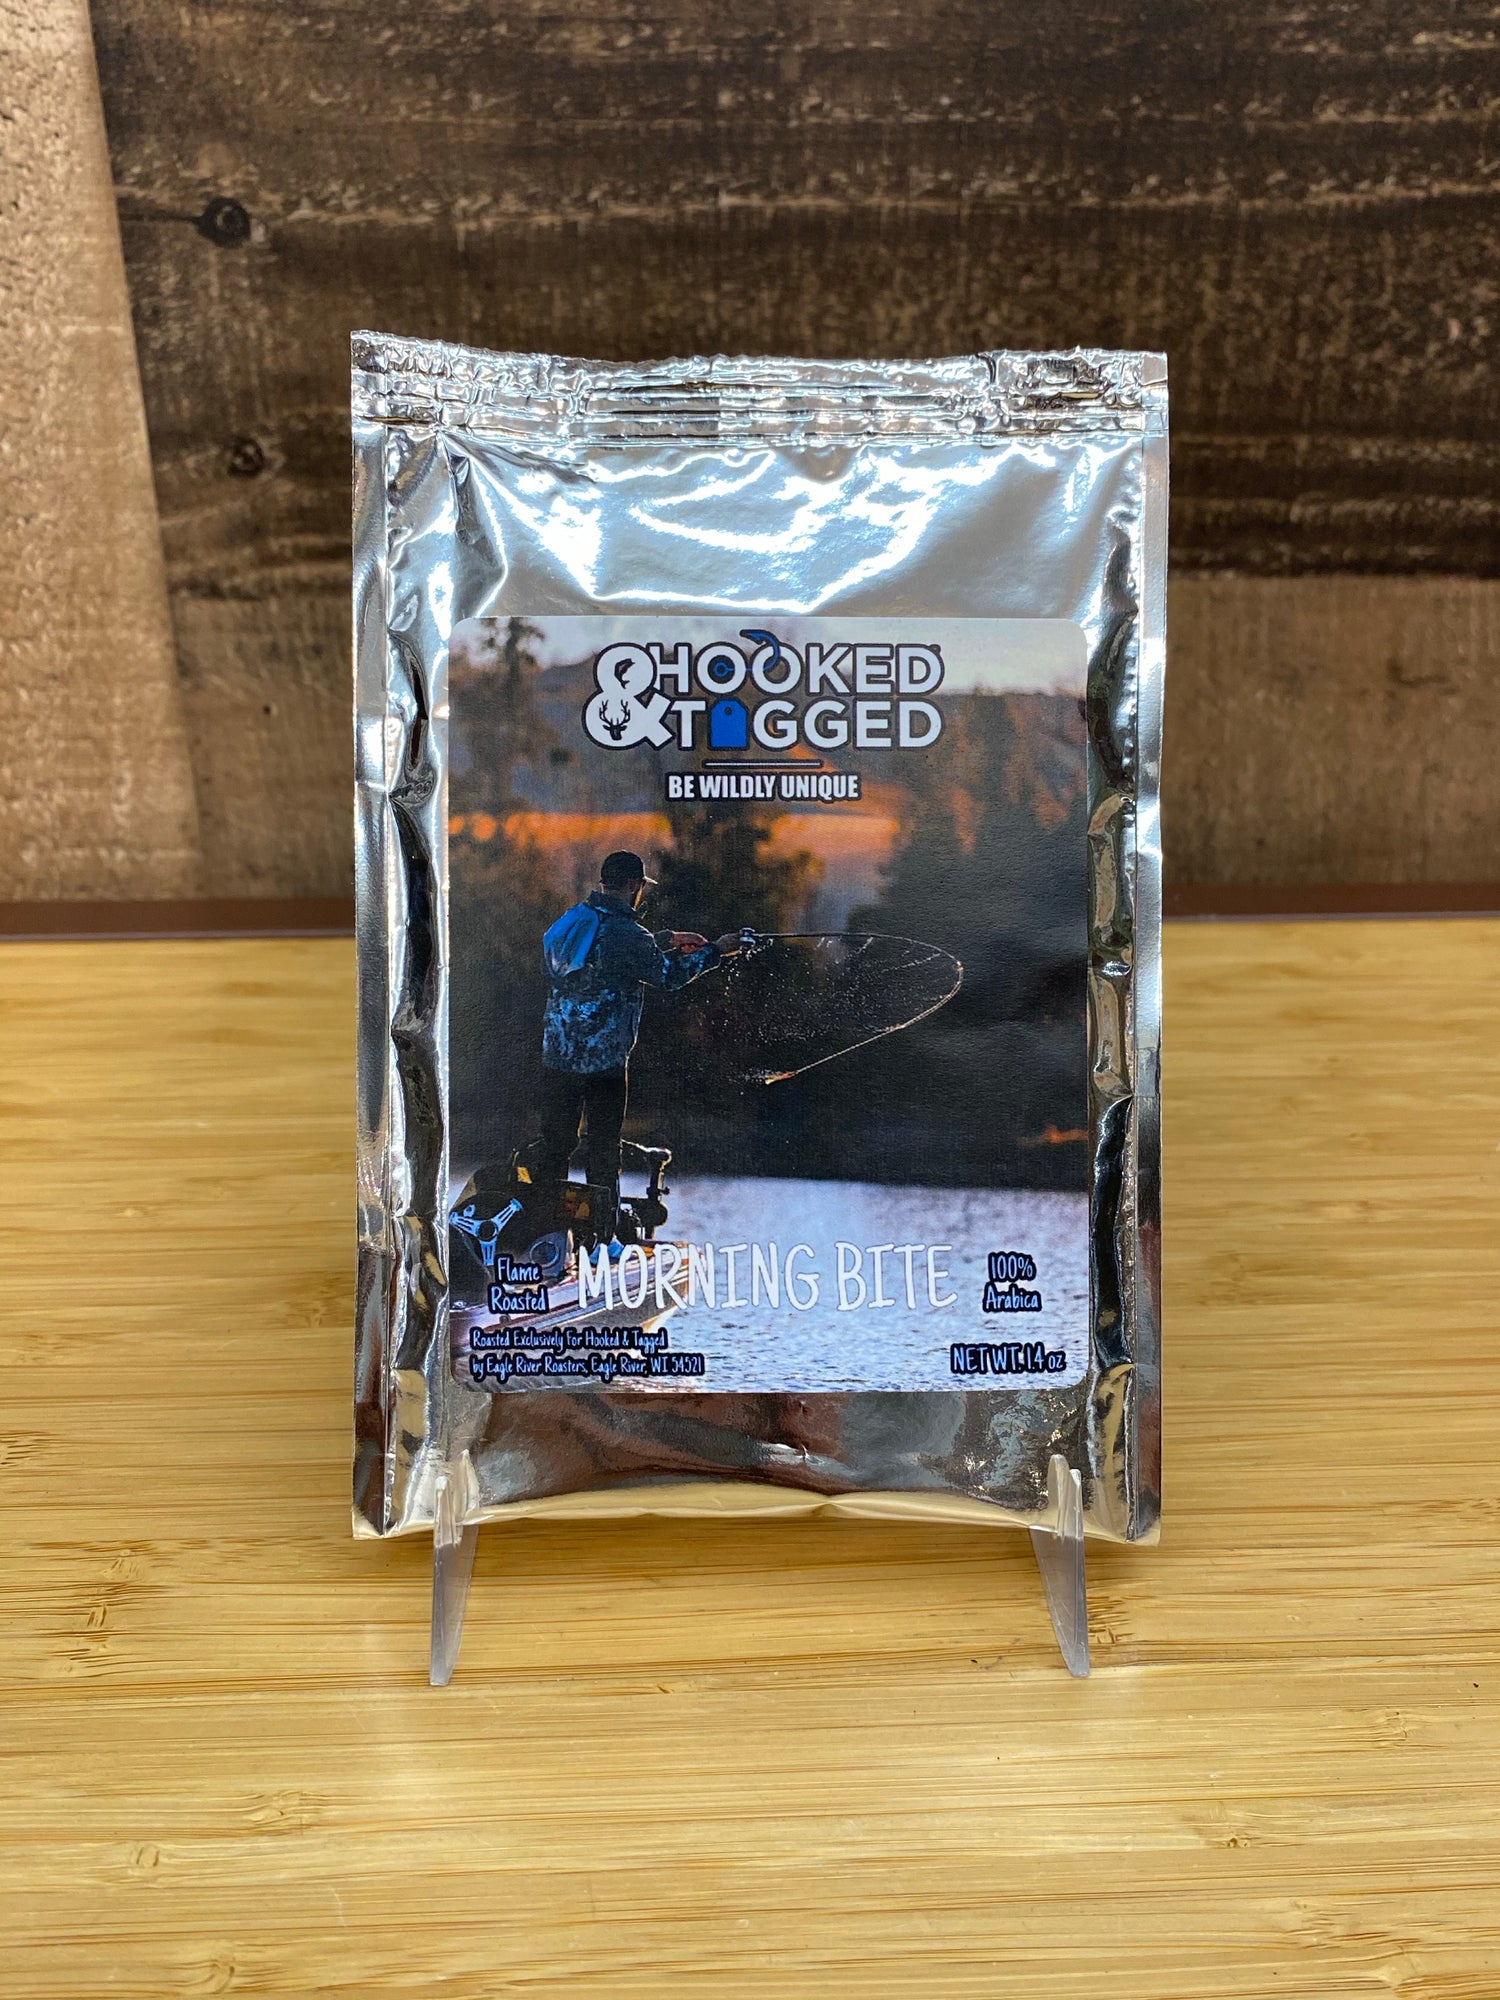 HOOKED
& TAGGED
BE WILDLY UNIQUE
Flame
Roasted
MORNING BITE
100%
Arabica
Roasted Exclusively For Hooked & Tagged
by Eagle River Roasters, Eagle River, WI 54521
NET WT. 1.4 oz